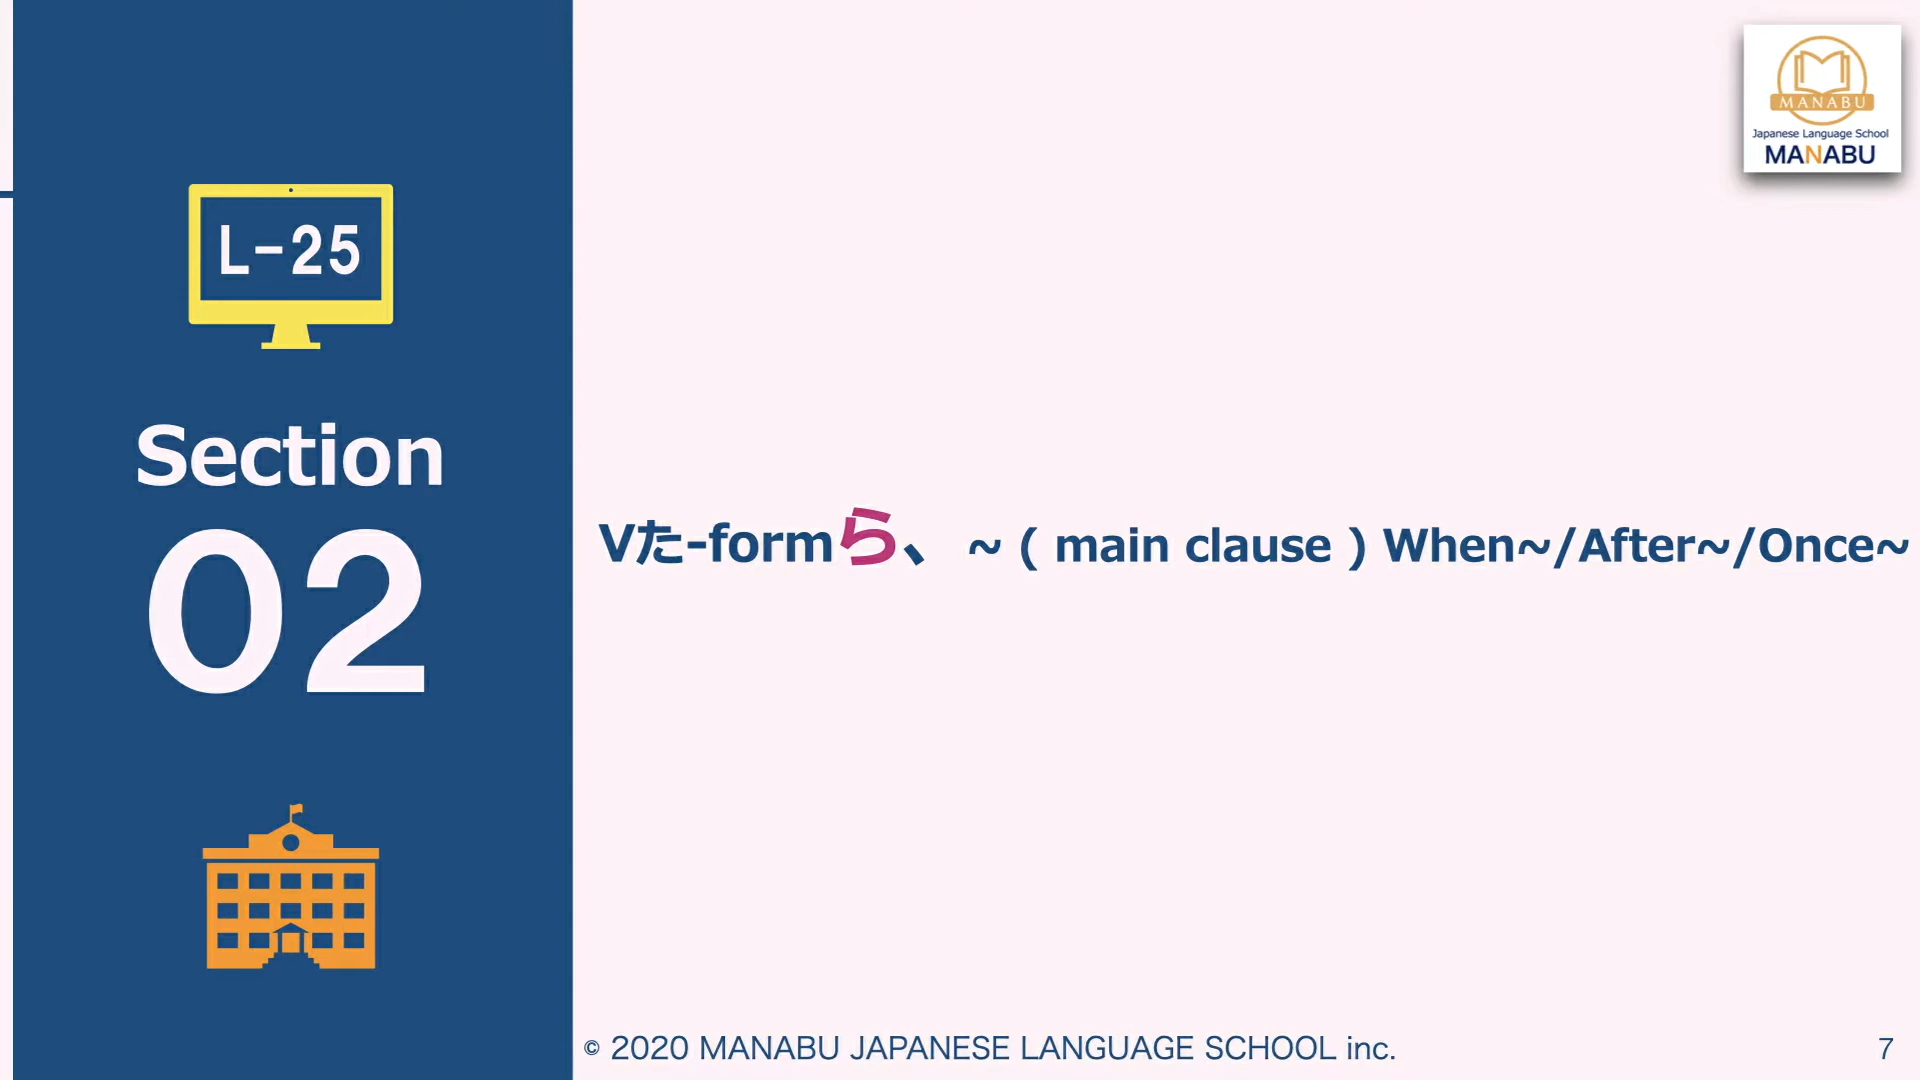 MANABU
Japanese Language School
MANABU
L-25
Section
02
Vた-formら、 ~ ( main clause ) When~/After~/Once~
© 2020 MANABU JAPANESE LANGUAGE SCHOOL inc.
7